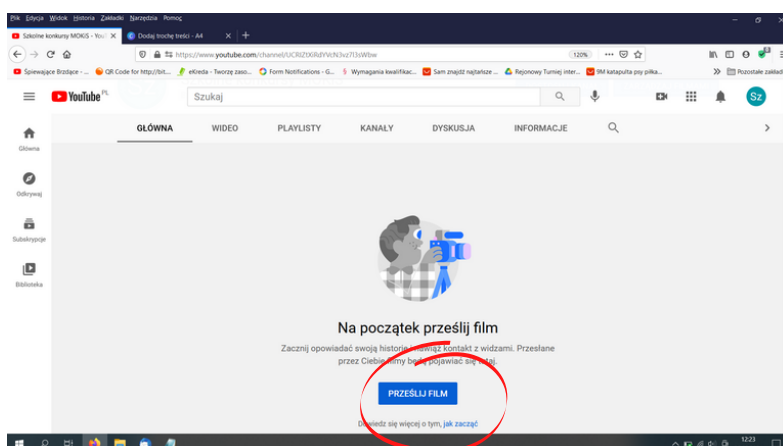 Plik Edycja Widok Historia Zakładki Narzędzia Pomoc
Szkolne konkursy MOKiS - You
Dodaj trochę treści - A4
https://www.youtube.com/channel/
120%
Śpiewające Brzdące - ...
QR Code for http://bit...
eKreda - Tworzę zaso...
Form Notifications - G...
Wymagania kwalifikac...
Sam znajdź najtańsze ...
Rejonowy Turniej inter...
9M katapulta psy piłka...
Pozostałe zakład
YouTube PL
Szukaj
Sz
GŁÓWNA WIDEO PLAYLISTY KANAŁY DYSKUSJA INFORMACJE
Główna
Odkrywaj
Subskrypcje
Biblioteka
Na początek prześlij film
Zacznij opowiadać swoją historię i nawiąż kontakt z widzami. Przesłane
przez Ciebie filmy będą pojawiać się tutaj.
PRZEŚLIJ FILM
Dowiedz się więcej o tym, jak zacząć
12:23